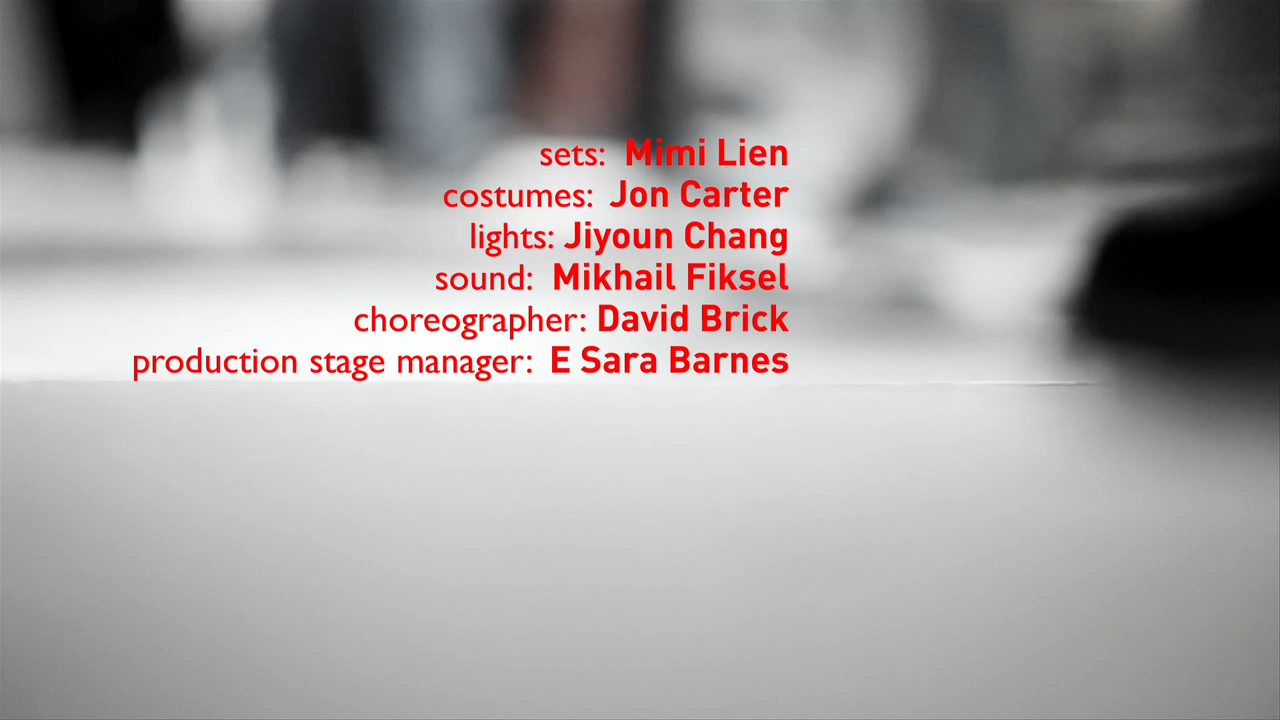 sets: Mimi Lien
costumes: Jon Carter
lights: Jiyoun Chang
sound: Mikhail Fiksel
choreographer: David Brick
production stage manager: E Sara Barnes